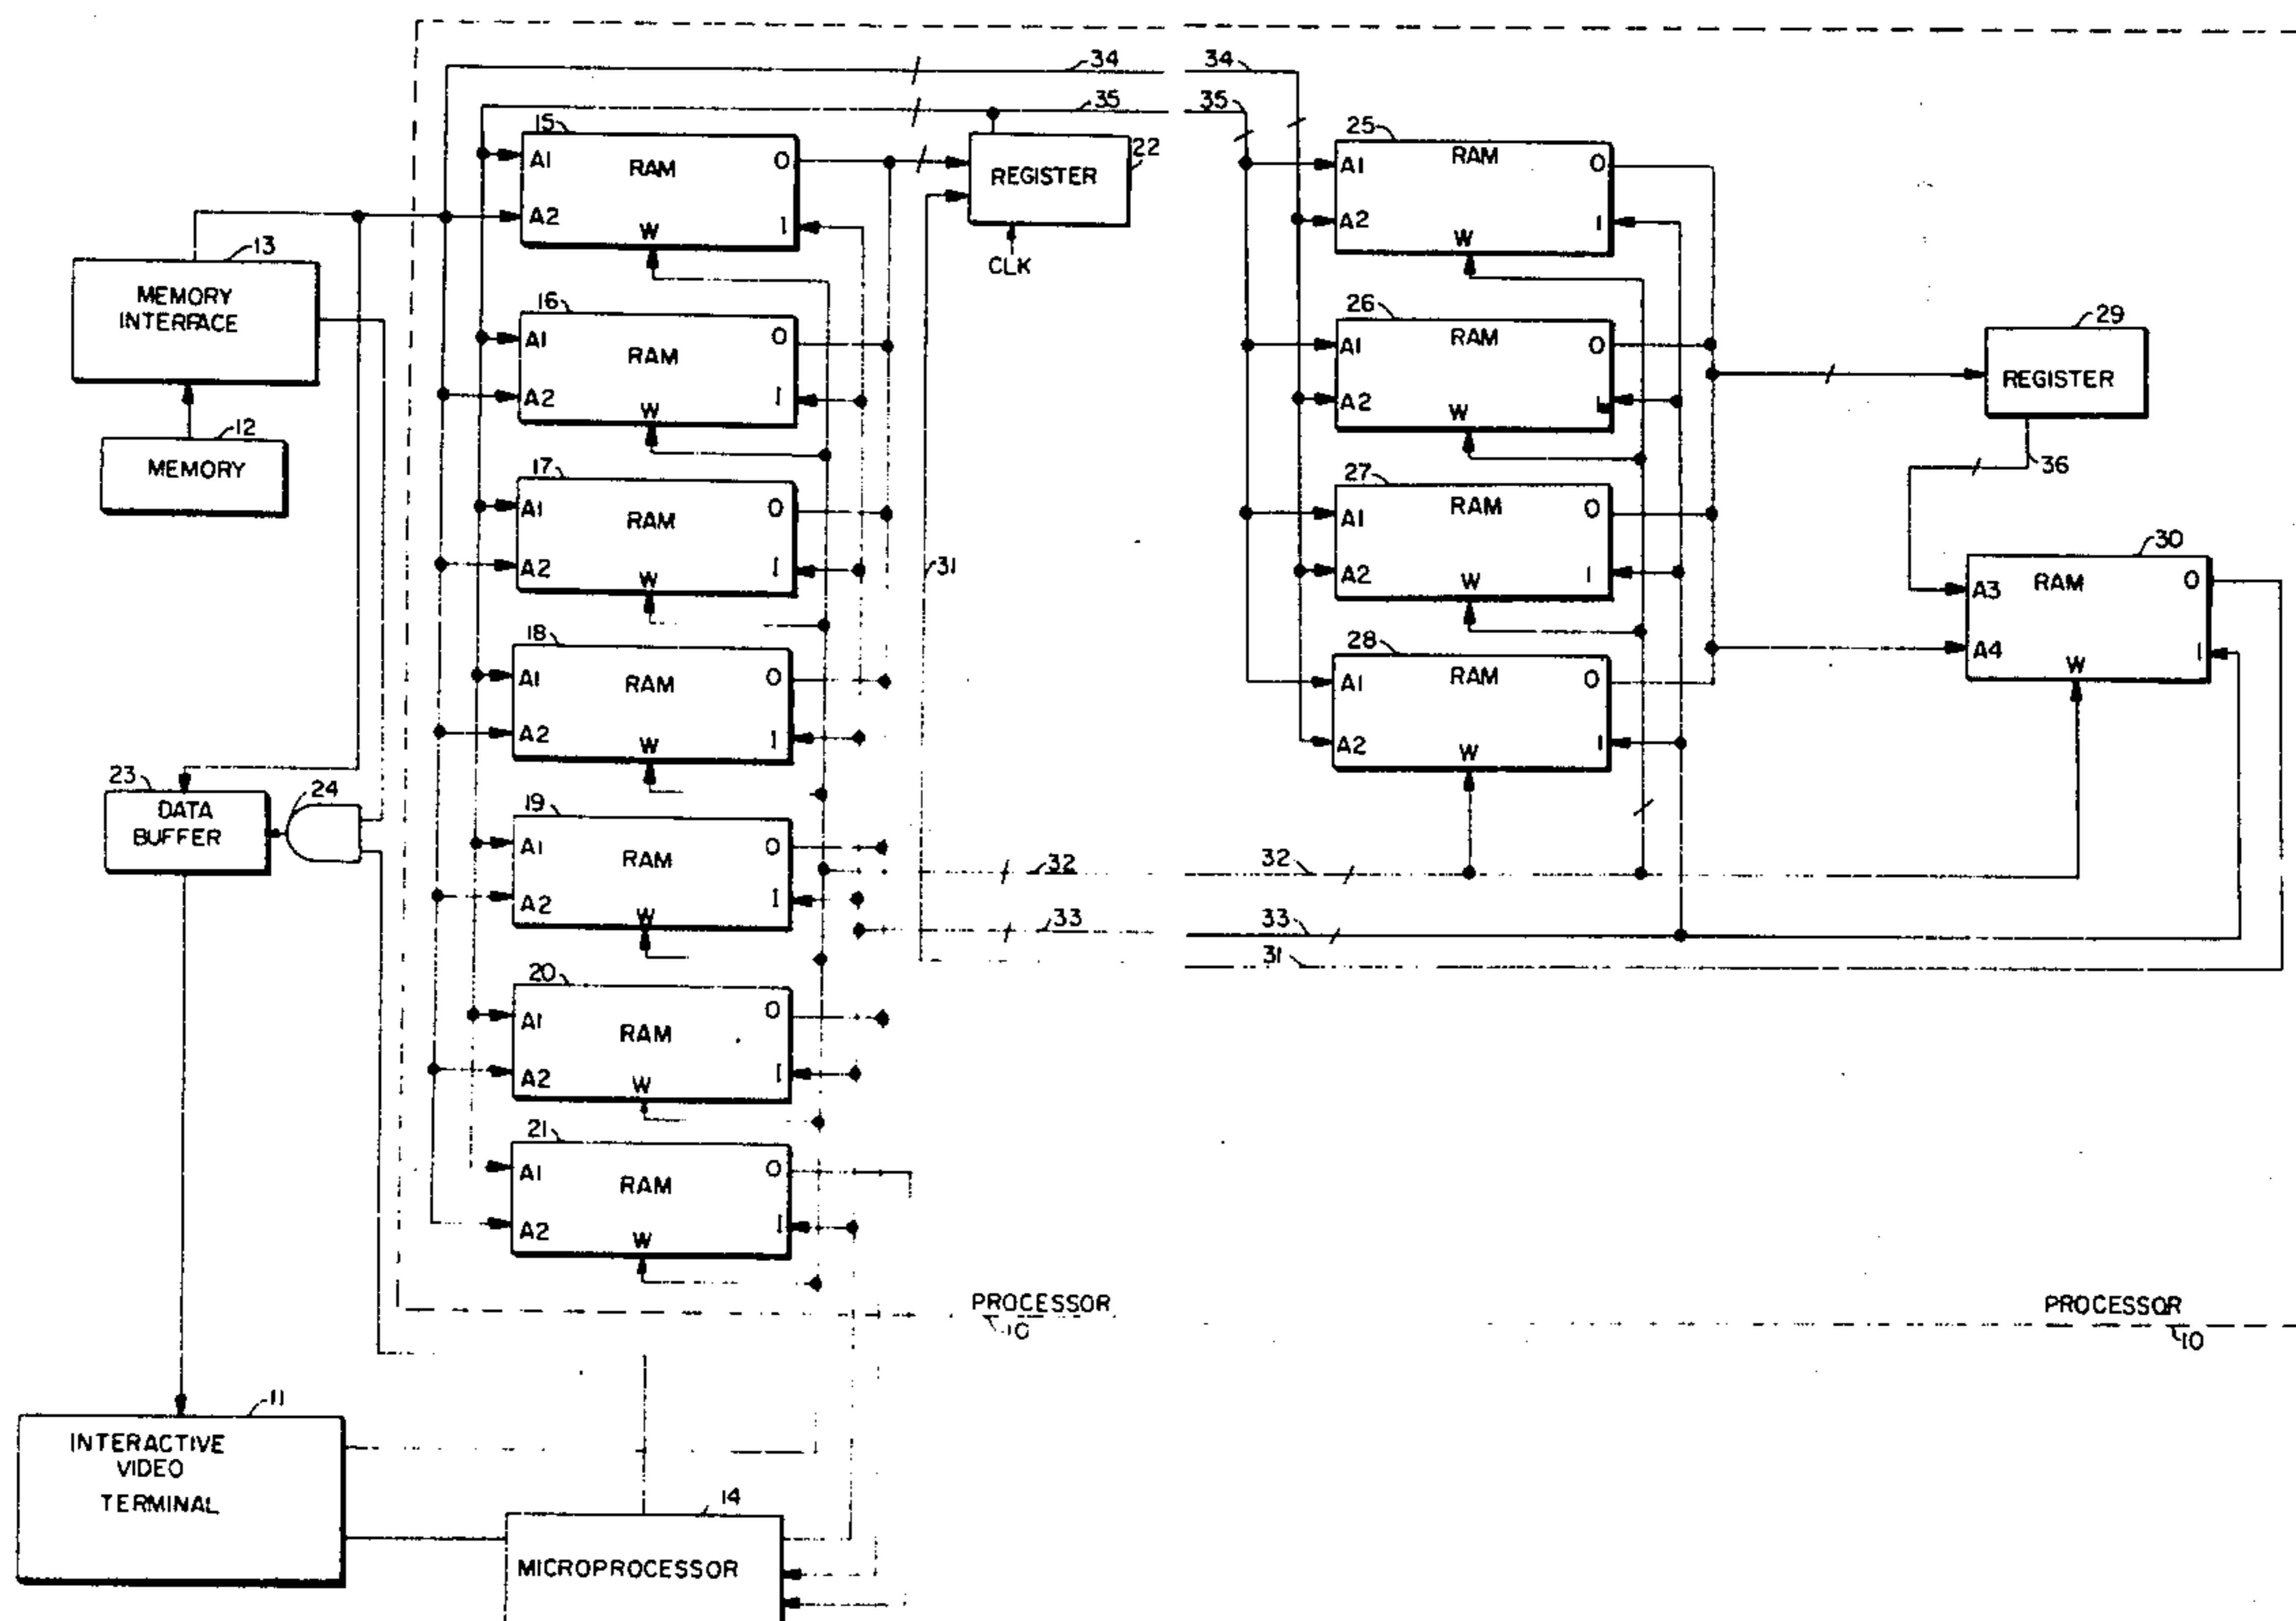 34
34
35
35
15
A1
RAM
O
A2
W
I
REGISTER
22
CLK
25
A1
RAM
O
A2
W
I
13
MEMORY
INTERFACE
12
MEMORY
16
A1
RAM
O
A2
W
I
26
A1
RAM
O
A2
W
I
29
REGISTER
36
17
A1
RAM
O
A2
W
I
31
27
A1
RAM
O
A2
W
I
30
A3
RAM
O
A4
W
I
18
A1
RAM
O
A2
W
I
28
A1
RAM
O
A2
W
I
23
DATA
BUFFER
24
19
A1
RAM
O
A2
W
I
32
32
33
33
31
20
A1
RAM
O
A2
W
I
21
A1
RAM
O
A2
W
I
PROCESSOR
10
PROCESSOR
10
11
INTERACTIVE
VIDEO
TERMINAL
14
MICROPROCESSOR